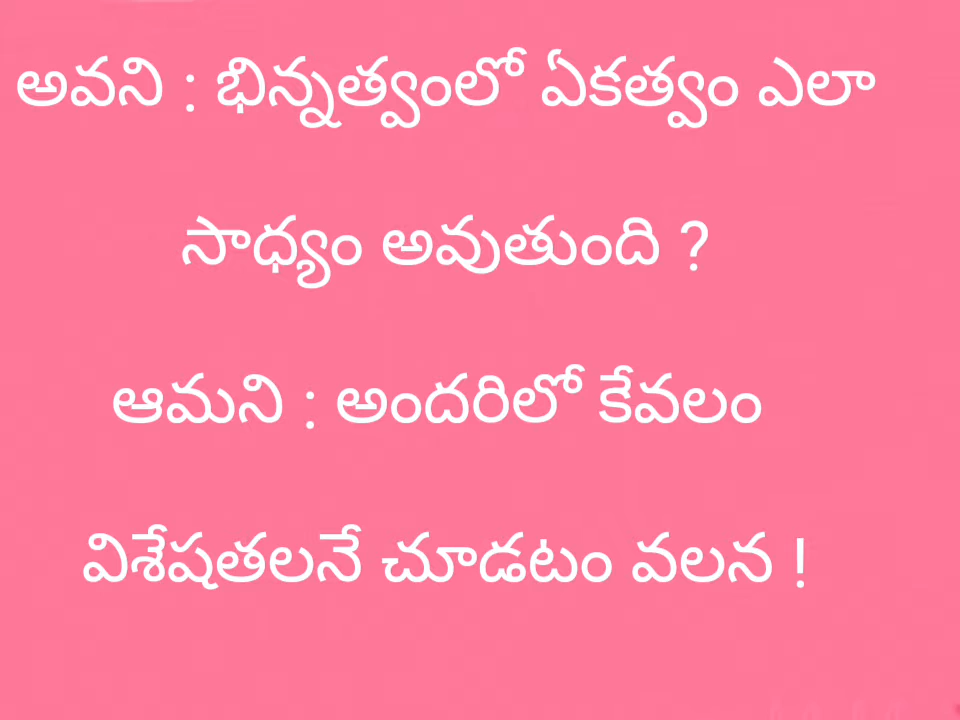 అవని : భిన్నత్వంలో ఏకత్వం ఎలా
సాధ్యం అవుతుంది ?
ఆమని : అందరిలో కేవలం
విశేషతలనే చూడటం వలన !